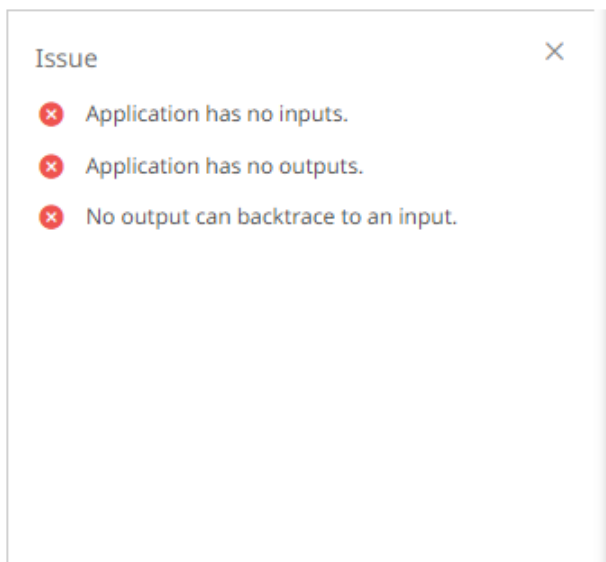 Issue
Application has no inputs.
Application has no outputs.
No output can backtrace to an input.